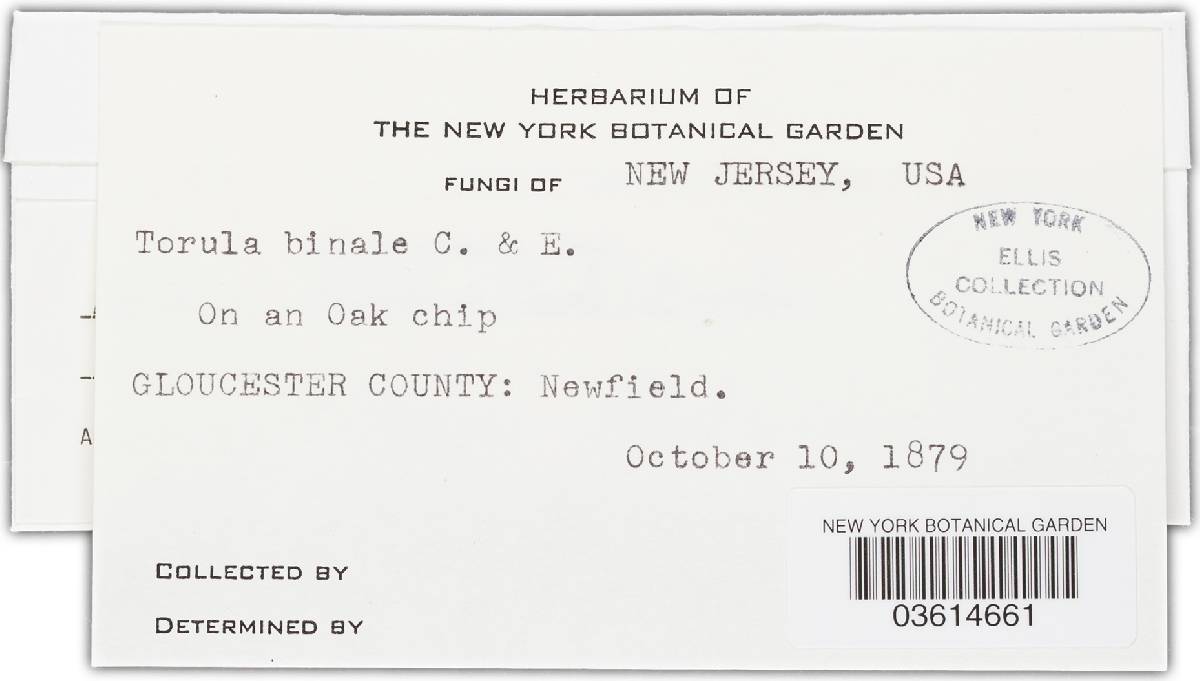 HERBARIUM OF
THE NEW YORK BOTANICAL GARDEN
FUNGI OF NEW JERSEY, USA
Torula binale C. & E.
NEW YORK
ELLIS
COLLECTION
BOTANICAL GARDEN
On an Oak chip
GLOUCESTER COUNTY: Newfield.
October 10, 1879
NEW YORK BOTANICAL GARDEN
03614661
COLLECTED BY
DETERMINED BY
A